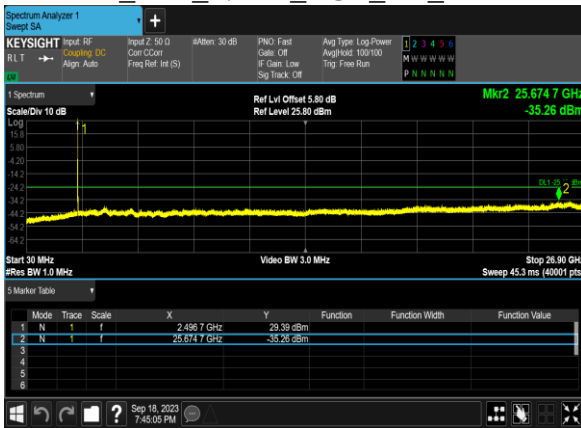 Spectrum Analyzer 1
Swept SA
KEYSIGHT Input: RF Input Z: 50 Ω #Atten: 30 dB PNO: Fast Avg Type: Log-Power 1 2 3 4 5 6
RLT Coupling: DC Corr CCorr Gate: Off Avg|Hold: 100/100 M W W W W W
Align: Auto Freq Ref: Int (S) IF Gain: Low Trig: Free Run
Sig Track: Off P N N N N N
1 Spectrum Ref Lvl Offset 5.80 dB Mkr2 25.674 7 GHz
Scale/Div 10 dB Ref Level 25.80 dBm -35.26 dBm
Log
15.8
5.80
-4.20
-14.2
-24.2
-34.2
-44.2
-54.2
-64.2
1
2
Start 30 MHz Video BW 3.0 MHz Stop 26.90 GHz
#Res BW 1.0 MHz Sweep 45.3 ms (40001 pts
5 Marker Table
Mode Trace Scale X Y Function Function Width Function Value
1 N 1 f 2.496 7 GHz 29.39 dBm
2 N 1 f 25.674 7 GHz -35.26 dBm
3
4
5
6
Sep 18, 2023
7:45:05 PM